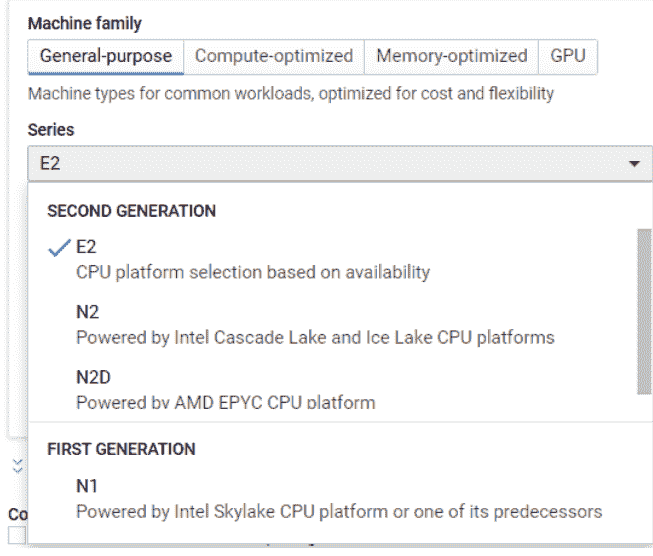 Machine family
General-purpose Compute-optimized Memory-optimized GPU
Machine types for common workloads, optimized for cost and flexibility
Series
E2
SECOND GENERATION
E2
CPU platform selection based on availability
N2
Powered by Intel Cascade Lake and Ice Lake CPU platforms
N2D
Powered by AMD EPYC CPU platform
FIRST GENERATION
N1
Powered by Intel Skylake CPU platform or one of its predecessors
Co